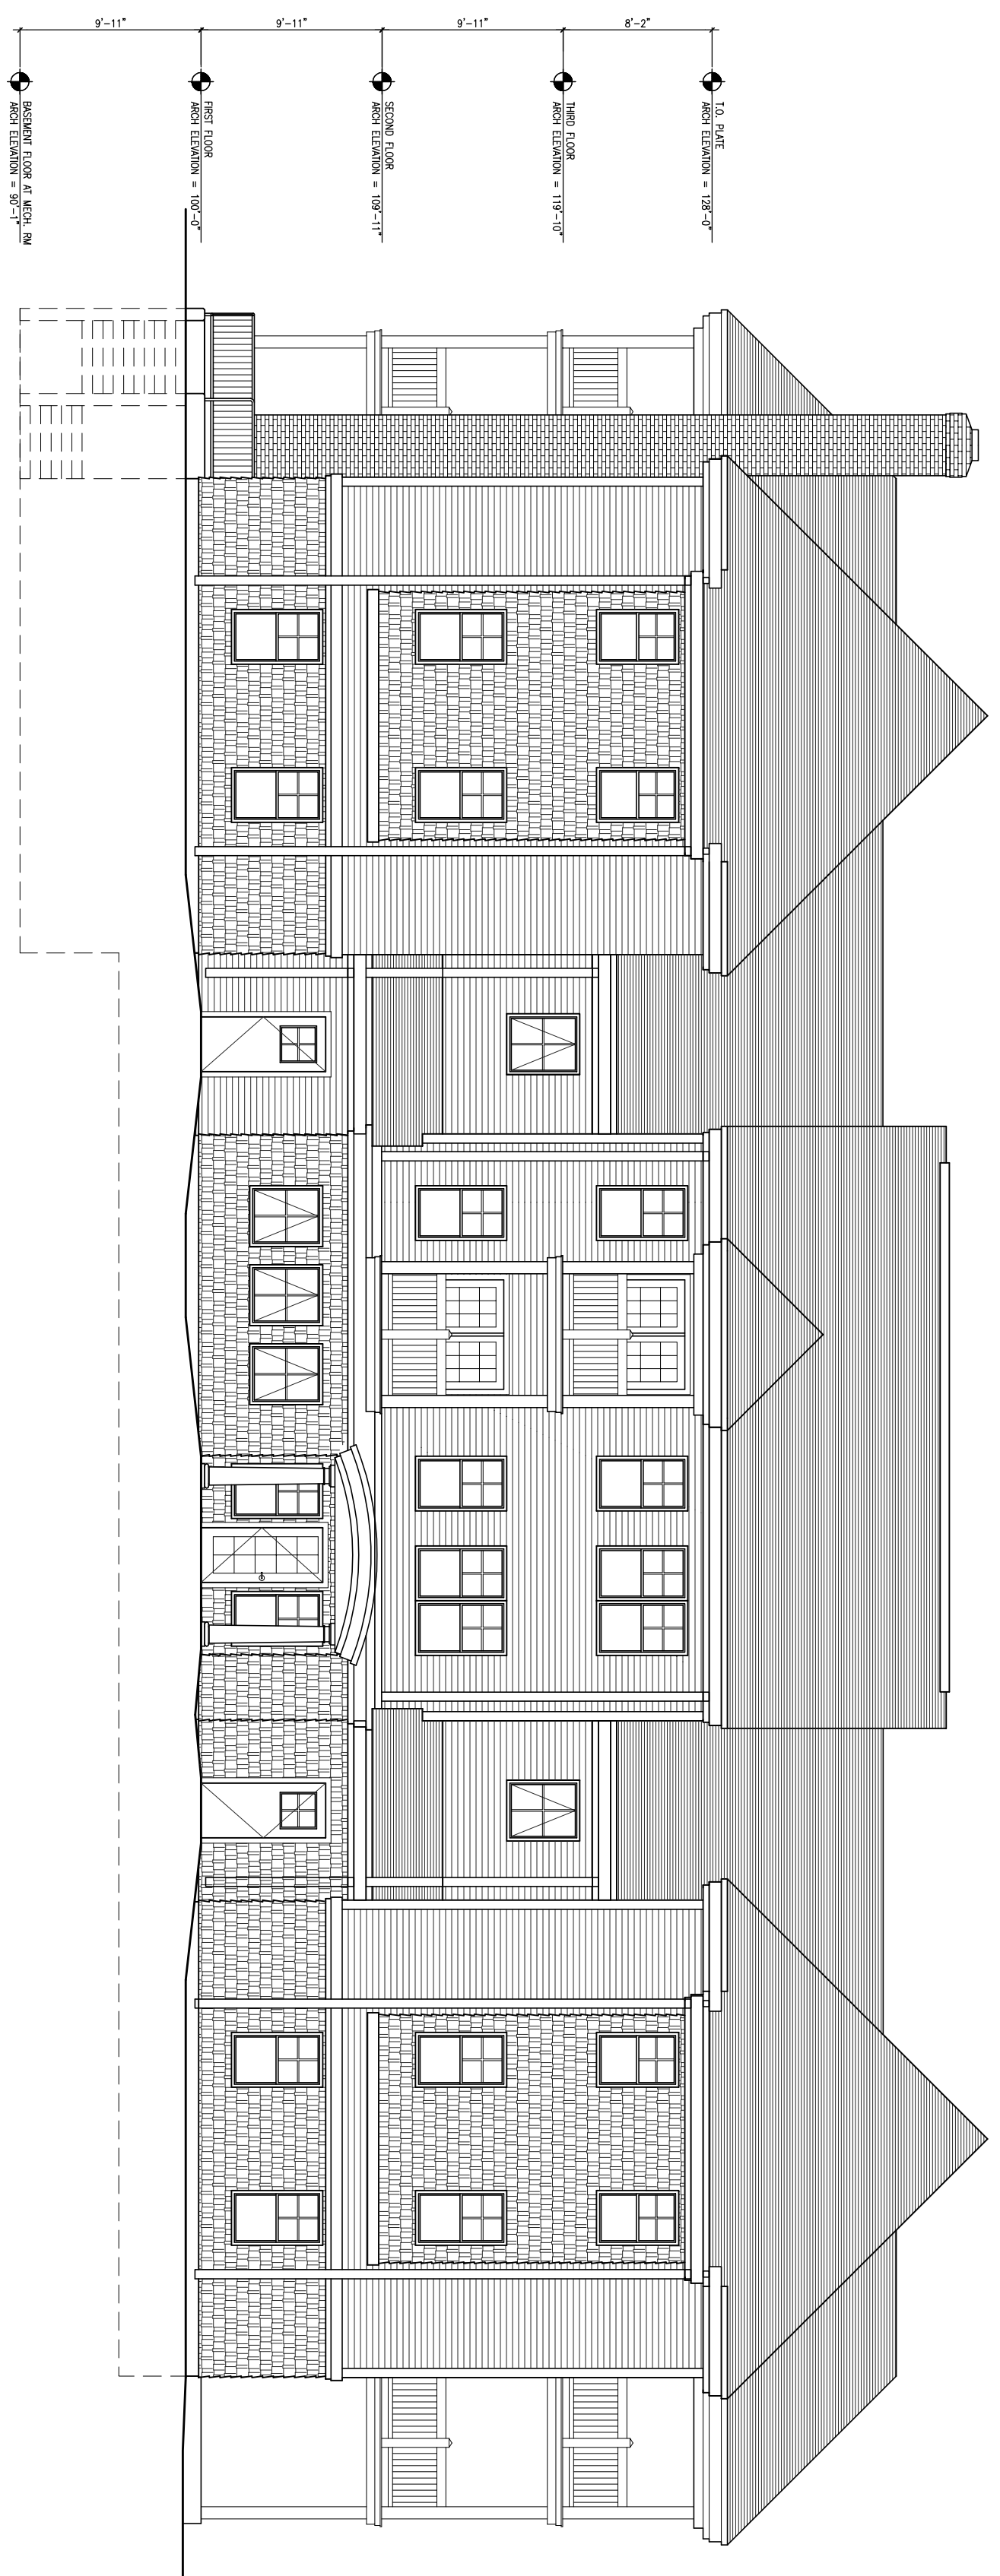 8'-2"
9'-11"
9'-11"
9'-11"
T.O. PLATE
ARCH ELEVATION = 128'-0"
THIRD FLOOR
ARCH ELEVATION = 119'-10"
SECOND FLOOR
ARCH ELEVATION = 109'-11"
FIRST FLOOR
ARCH ELEVATION = 100'-0"
BASEMENT FLOOR AT MECH. RM
ARCH ELEVATION = 90'-1"